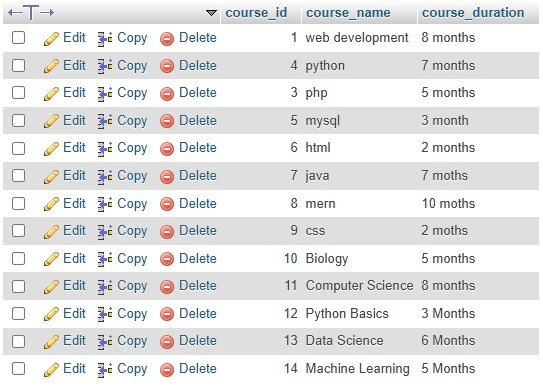 course_id course_name course_duration
Edit Copy Delete 1 web development 8 months
Edit Copy Delete 4 python 7 months
Edit Copy Delete 3 php 5 months
Edit Copy Delete 5 mysql 3 month
Edit Copy Delete 6 html 2 months
Edit Copy Delete 7 java 7 moths
Edit Copy Delete 8 mern 10 moths
Edit Copy Delete 9 css 2 moths
Edit Copy Delete 10 Biology 5 months
Edit Copy Delete 11 Computer Science 8 months
Edit Copy Delete 12 Python Basics 3 Months
Edit Copy Delete 13 Data Science 6 Months
Edit Copy Delete 14 Machine Learning 5 Months